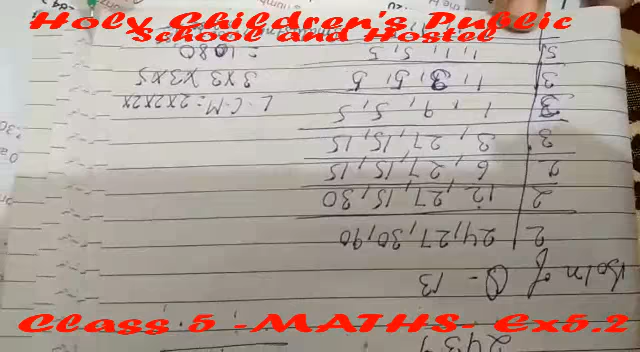 Holy Children's Public
School and Hostel
Soln of Q - 13
2 | 24, 27, 30, 90
2 | 12, 27, 15, 30
2 | 6, 27, 15, 15
3 | 3, 27, 15, 15
3 | 1, 9, 5, 5
3 | 1, 3, 5, 5
5 | 1, 1, 5, 5
L.C.M = 2x2x2x
3x3x3x5
= 1080
Class 5 -MATHS- Ex5.2